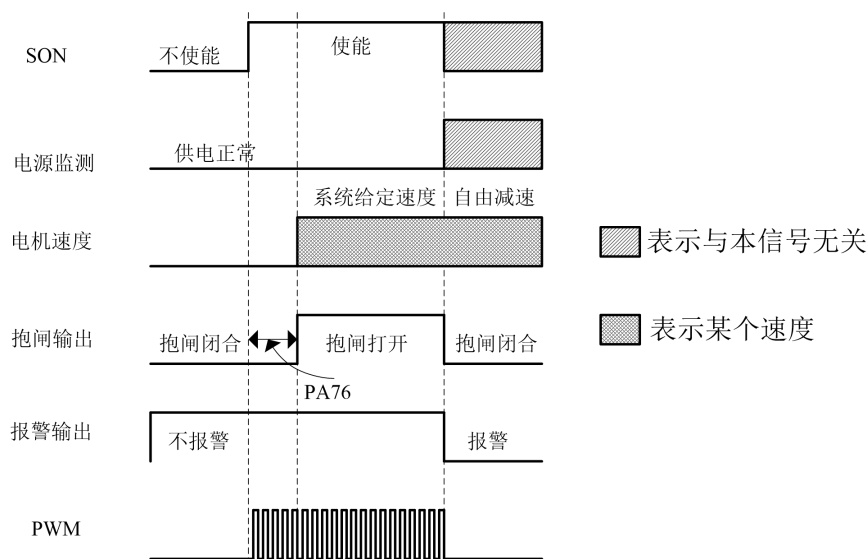 SON
不使能
使能
电源监测
供电正常
系统给定速度
自由减速
电机速度
表示与本信号无关
抱闸输出
抱闸闭合
抱闸打开
抱闸闭合
表示某个速度
PA76
报警输出
不报警
报警
PWM